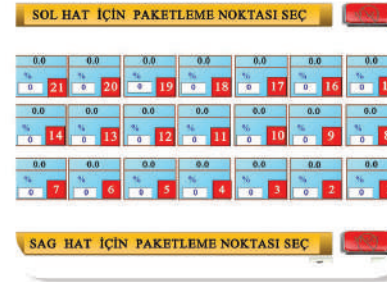 SOL HAT İÇİN PAKETLEME NOKTASI SEÇ
0.0 0.0 0.0 0.0 0.0 0.0 0.0
% % % % % %
0 21 0 20 0 19 0 18 0 17 0 16 0
0.0 0.0 0.0 0.0 0.0 0.0 0.0
% % % % % % %
0 14 0 13 0 12 0 11 0 10 0 9 0
0.0 0.0 0.0 0.0 0.0 0.0 0.0
% % % % % % %
0 7 0 6 0 5 0 4 0 3 0 2 0
SAG HAT İÇİN PAKETLEME NOKTASI SEÇ